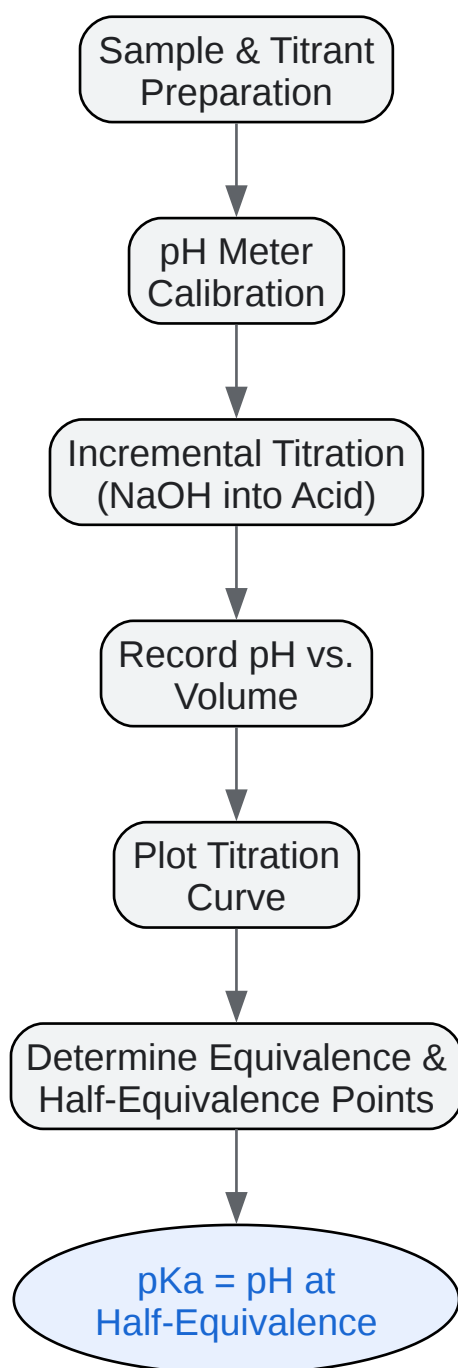 Sample & Titrant
Preparation
pH Meter
Calibration
Incremental Titration
(NaOH into Acid)
Record pH vs.
Volume
Plot Titration
Curve
Determine Equivalence &
Half-Equivalence Points
pKa = pH at
Half-Equivalence